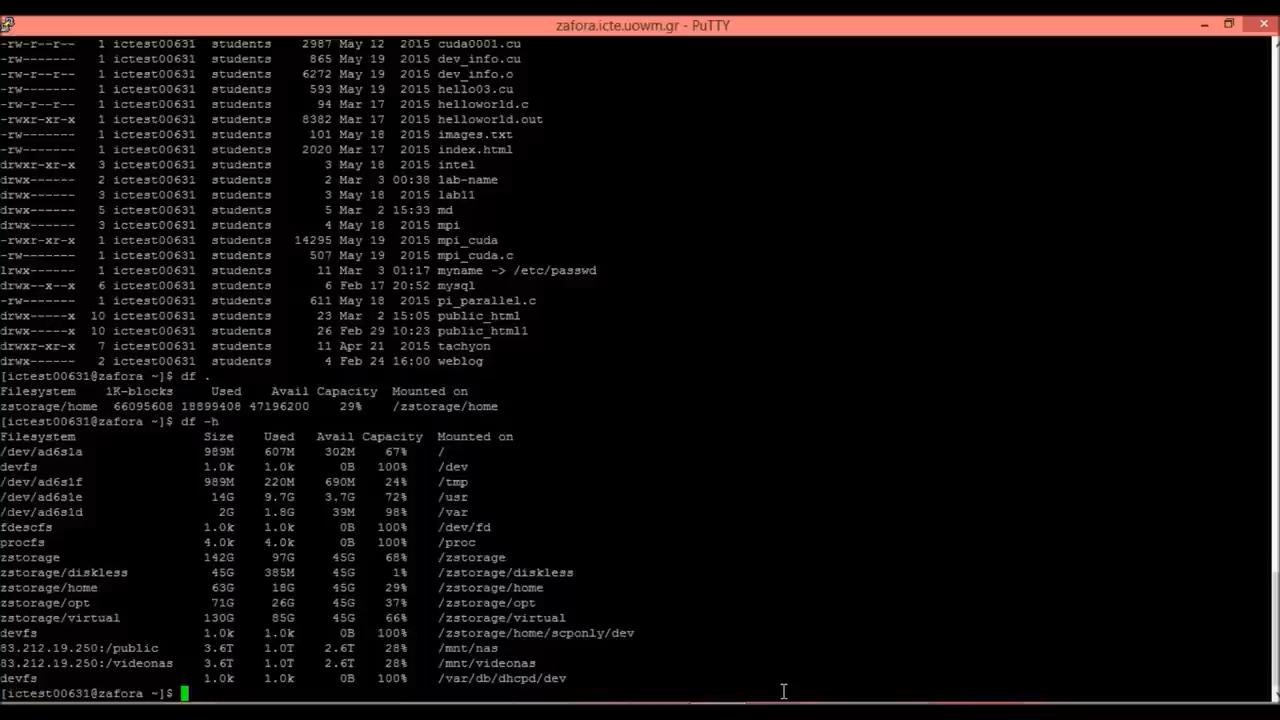 zafora.icte.uowm.gr - PuTTY
-rw-r--r-- 1 ictest00631 students 2987 May 12 2015 cuda0001.cu
-rw------- 1 ictest00631 students 865 May 19 2015 dev_info.cu
-rw-r--r-- 1 ictest00631 students 6272 May 19 2015 dev_info.o
-rw------- 1 ictest00631 students 593 May 19 2015 hello03.cu
-rw-r--r-- 1 ictest00631 students 94 Mar 17 2015 helloworld.c
-rwxr-xr-x 1 ictest00631 students 8382 Mar 17 2015 helloworld.out
-rw------- 1 ictest00631 students 101 May 18 2015 images.txt
-rw------- 1 ictest00631 students 2020 Mar 17 2015 index.html
drwxr-xr-x 3 ictest00631 students 3 May 18 2015 intel
drwx------ 2 ictest00631 students 2 Mar 3 00:38 lab-name
drwx------ 3 ictest00631 students 3 May 18 2015 lab11
drwx------ 5 ictest00631 students 5 Mar 2 15:33 md
drwx------ 3 ictest00631 students 4 May 18 2015 mpi
-rwxr-xr-x 1 ictest00631 students 14295 May 19 2015 mpi_cuda
-rw------- 1 ictest00631 students 507 May 19 2015 mpi_cuda.c
lrwx------ 1 ictest00631 students 11 Mar 3 01:17 myname -> /etc/passwd
drwx--x--x 6 ictest00631 students 6 Feb 17 20:52 mysql
-rw------- 1 ictest00631 students 611 May 18 2015 pi_parallel.c
drwx-----x 10 ictest00631 students 23 Mar 2 15:05 public_html
drwx-----x 10 ictest00631 students 26 Feb 29 10:23 public_html1
drwxr-xr-x 7 ictest00631 students 11 Apr 21 2015 tachyon
drwx------ 2 ictest00631 students 4 Feb 24 16:00 weblog
[ictest00631@zafora ~]$ df .
Filesystem 1K-blocks Used Avail Capacity Mounted on
zstorage/home 66095608 18899408 47196200 29% /zstorage/home
[ictest00631@zafora ~]$ df -h
Filesystem Size Used Avail Capacity Mounted on
/dev/ad6s1a 989M 607M 302M 67% /
devfs 1.0k 1.0k 0B 100% /dev
/dev/ad6s1f 989M 220M 690M 24% /tmp
/dev/ad6s1e 14G 9.7G 3.7G 72% /usr
/dev/ad6s1d 2G 1.8G 39M 98% /var
fdescfs 1.0k 1.0k 0B 100% /dev/fd
procfs 4.0k 4.0k 0B 100% /proc
zstorage 142G 97G 45G 68% /zstorage
zstorage/diskless 45G 385M 45G 1% /zstorage/diskless
zstorage/home 63G 18G 45G 29% /zstorage/home
zstorage/opt 71G 26G 45G 37% /zstorage/opt
zstorage/virtual 130G 85G 45G 66% /zstorage/virtual
devfs 1.0k 1.0k 0B 100% /zstorage/home/scponly/dev
83.212.19.250:/public 3.6T 1.0T 2.6T 28% /mnt/nas
83.212.19.250:/videonas 3.6T 1.0T 2.6T 28% /mnt/videonas
devfs 1.0k 1.0k 0B 100% /var/db/dhcpd/dev
[ictest00631@zafora ~]$